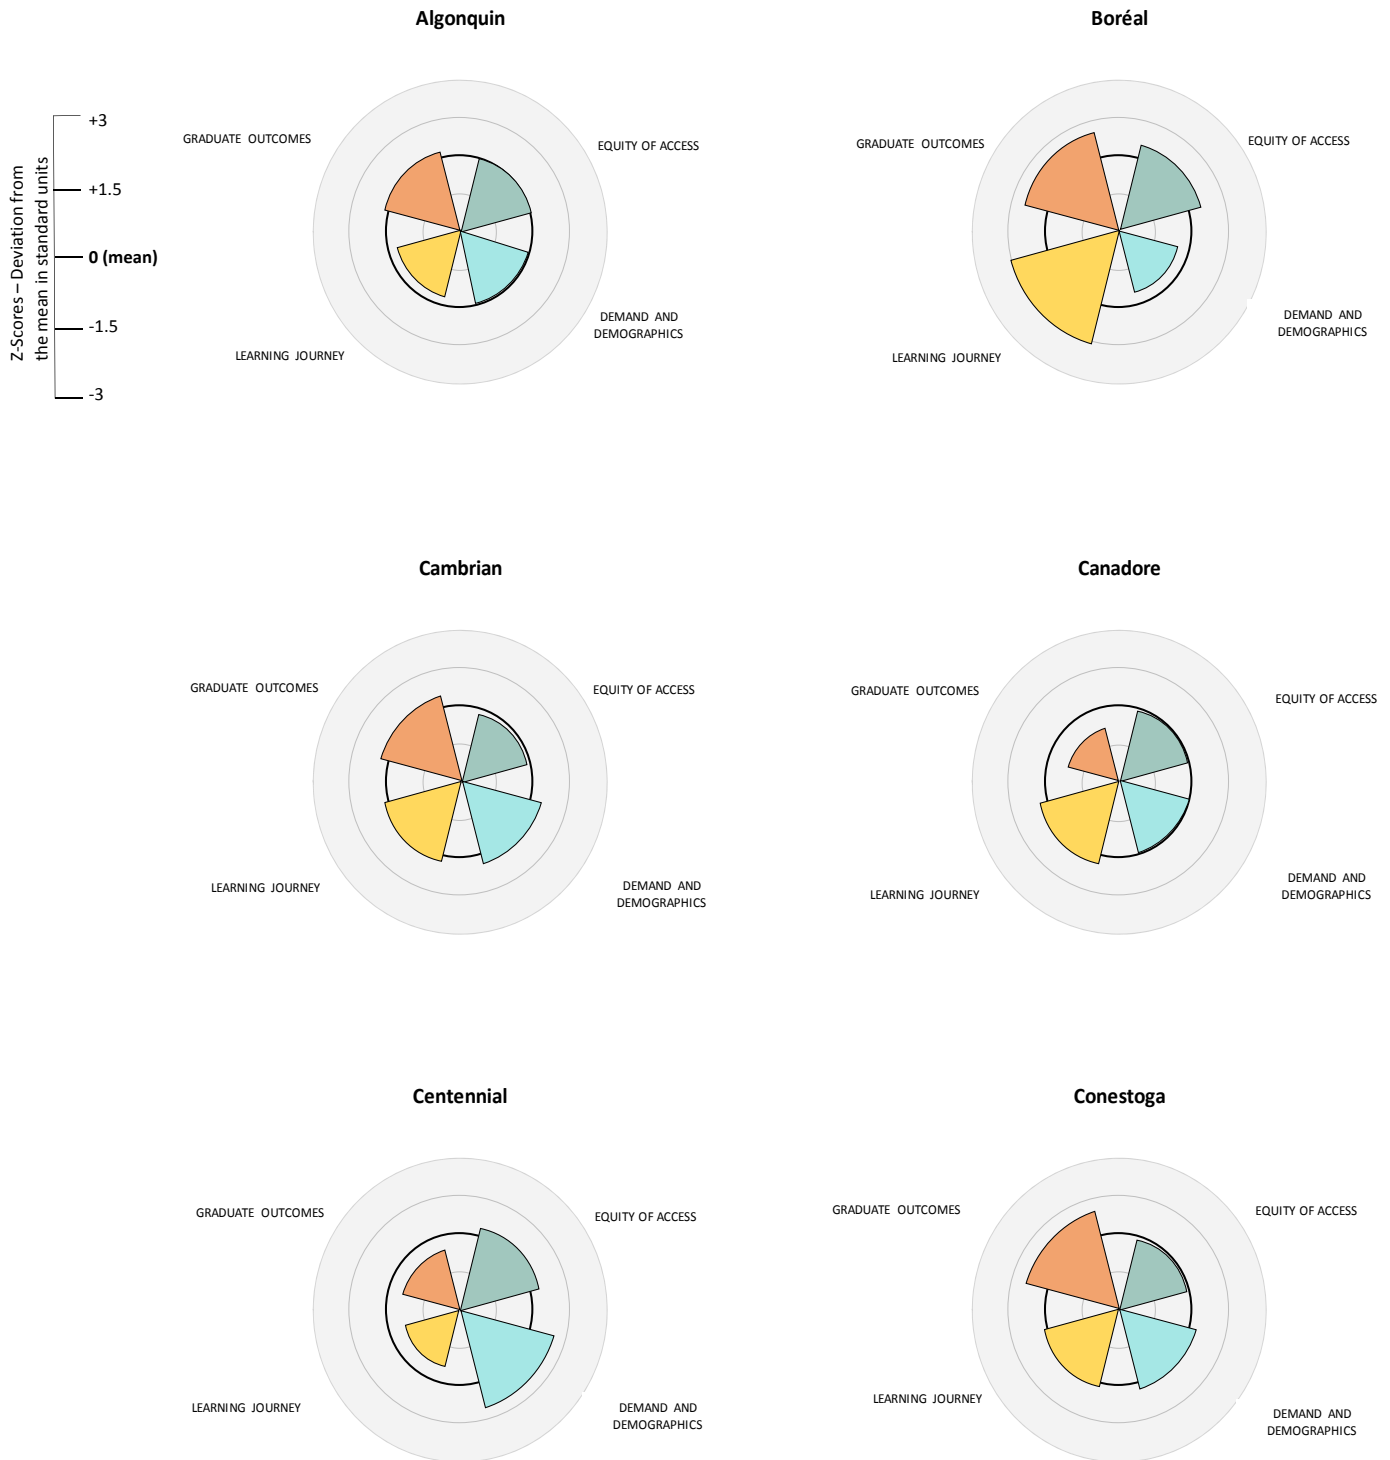 Algonquin
Boréal
Z-Scores – Deviation from
the mean in standard units
+3
+1.5
0 (mean)
-1.5
-3
GRADUATE OUTCOMES
EQUITY OF ACCESS
DEMAND AND
DEMOGRAPHICS
LEARNING JOURNEY
GRADUATE OUTCOMES
EQUITY OF ACCESS
DEMAND AND
DEMOGRAPHICS
LEARNING JOURNEY
Cambrian
Canadore
GRADUATE OUTCOMES
EQUITY OF ACCESS
DEMAND AND
DEMOGRAPHICS
LEARNING JOURNEY
GRADUATE OUTCOMES
EQUITY OF ACCESS
DEMAND AND
DEMOGRAPHICS
LEARNING JOURNEY
Centennial
Conestoga
GRADUATE OUTCOMES
EQUITY OF ACCESS
DEMAND AND
DEMOGRAPHICS
LEARNING JOURNEY
GRADUATE OUTCOMES
EQUITY OF ACCESS
DEMAND AND
DEMOGRAPHICS
LEARNING JOURNEY